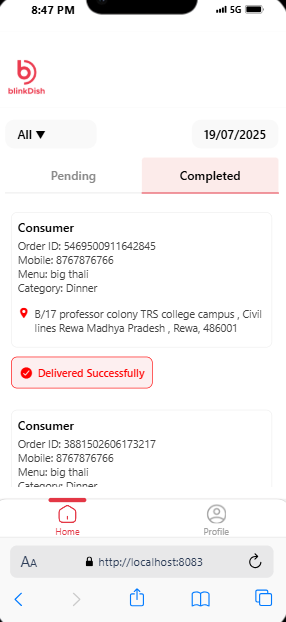 8:47 PM
5G
blinkDish
All ▼
19/07/2025
Pending
Completed
Consumer
Order ID: 5469500911642845
Mobile: 8767876766
Menu: big thali
Category: Dinner
B/17 professor colony TRS college campus , Civil
lines Rewa Madhya Pradesh , Rewa, 486001
Delivered Successfully
Consumer
Order ID: 3881502606173217
Mobile: 8767876766
Menu: big thali
Category: Dinner
Home
Profile
AA
http://localhost:8083